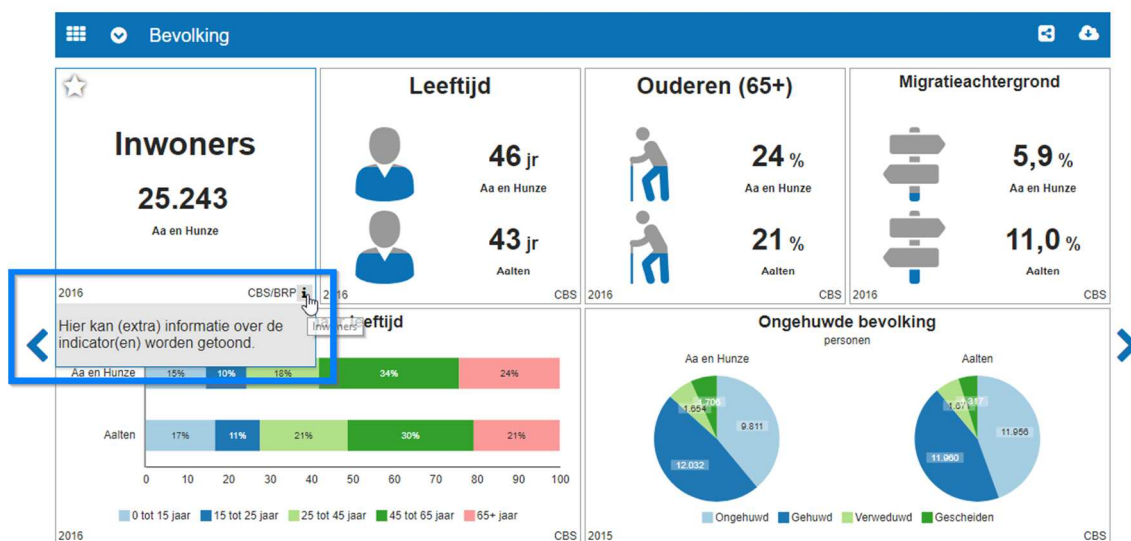 Bevolking
Inwoners
25.243
Aa en Hunze
2016 CBS/BRP i
Hier kan (extra) informatie over de
indicator(en) worden getoond.
Inwoners
Leeftijd
46 jr
Aa en Hunze
43 jr
Aalten
2016 CBS
Ouderen (65+)
24 %
Aa en Hunze
21 %
Aalten
2016 CBS
Migratieachtergrond
5,9 %
Aa en Hunze
11,0 %
Aalten
2016 CBS
eeftijd
Aa en Hunze 15% 10% 18% 34% 24%
Aalten 17% 11% 21% 30% 21%
0 10 20 30 40 50 60 70 80 90 100
0 tot 15 jaar 15 tot 25 jaar 25 tot 45 jaar 45 tot 65 jaar 65+ jaar
2016 CBS
Ongehuwde bevolking
personen
Aa en Hunze Aalten
1.654 9.811
12.032
11.956
11.960
Ongehuwd Gehuwd Verweduwd Gescheiden
2015 CBS